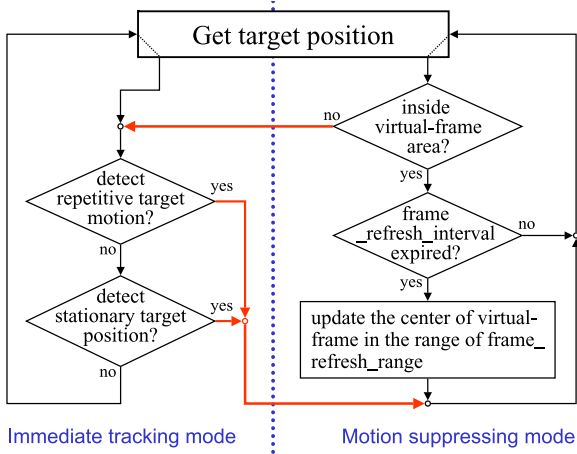 Get target position
no
inside
virtual-frame
area?
yes
detect
repetitive target
motion?
yes
no
frame
_refresh_interval
expired?
no
yes
detect
stationary target
position?
yes
no
update the center of virtual-
frame in the range of frame_
refresh_range
Immediate tracking mode
Motion suppressing mode